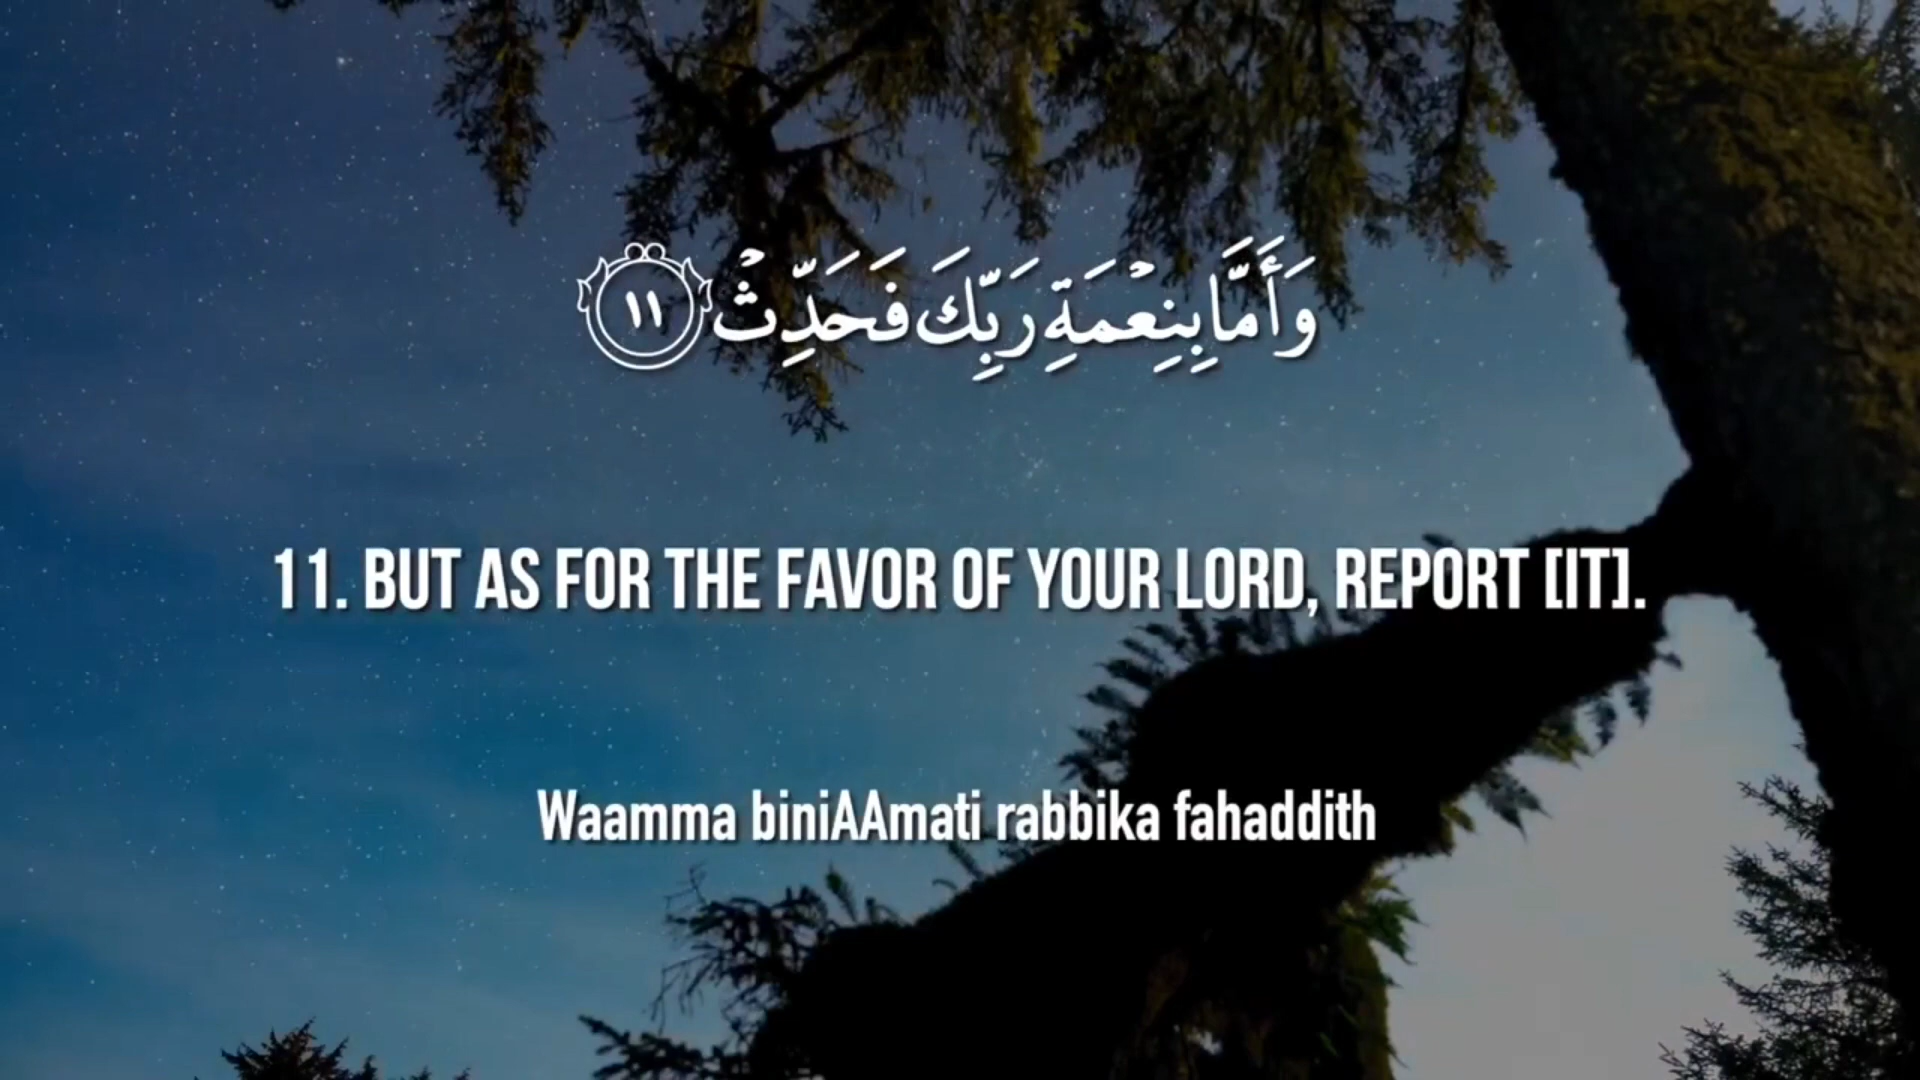 وَأَمَّا بِنِعْمَةِ رَبِّكَ فَحَدِّثْ ١١
11. BUT AS FOR THE FAVOR OF YOUR LORD, REPORT [IT].
Waamma biniAAmati rabbika fahaddith